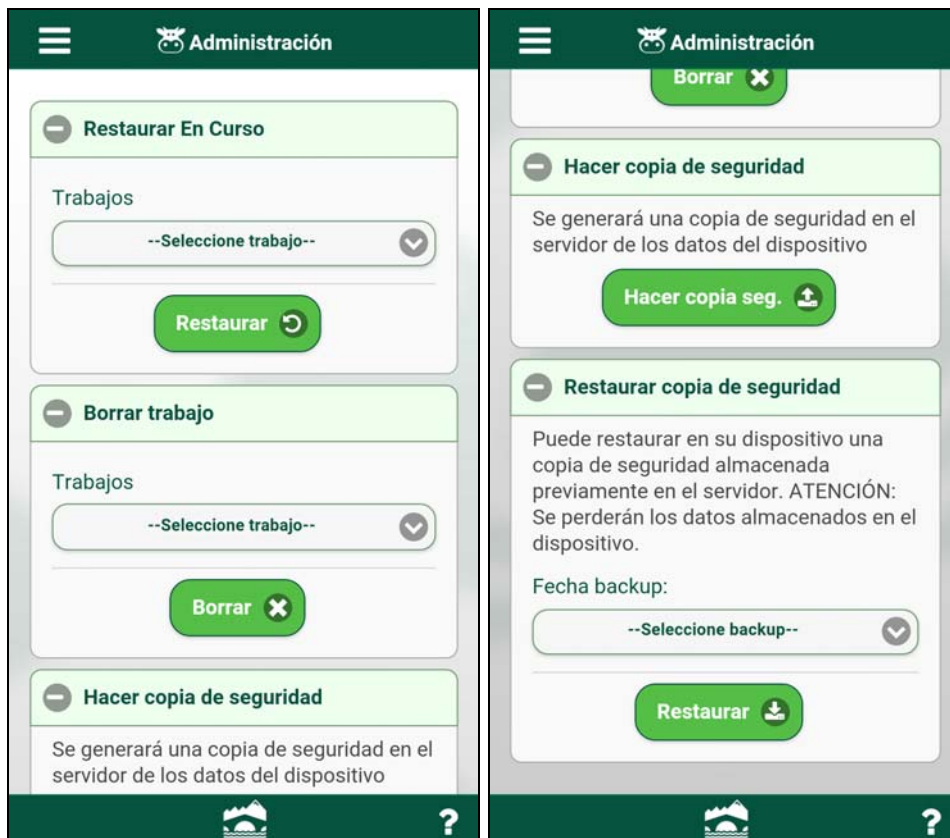 Administración
Restaurar En Curso
Trabajos
--Seleccione trabajo--
Restaurar
Borrar trabajo
Trabajos
--Seleccione trabajo--
Borrar
Hacer copia de seguridad
Se generará una copia de seguridad en el
servidor de los datos del dispositivo
?
Administración
Borrar
Hacer copia de seguridad
Se generará una copia de seguridad en el
servidor de los datos del dispositivo
Hacer copia seg.
Restaurar copia de seguridad
Puede restaurar en su dispositivo una
copia de seguridad almacenada
previamente en el servidor. ATENCIÓN:
Se perderán los datos almacenados en el
dispositivo.
Fecha backup:
--Seleccione backup--
Restaurar
?